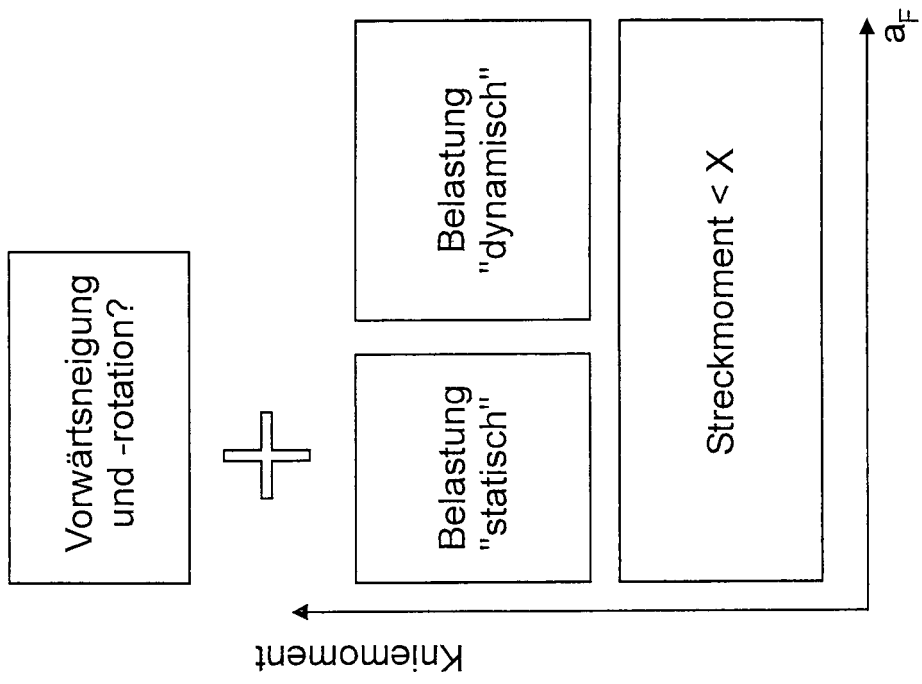 Vorwärtsneigung
und -rotation?
Kniemoment
Belastung
"statisch"
Belastung
"dynamisch"
Streckmoment < X
a_F